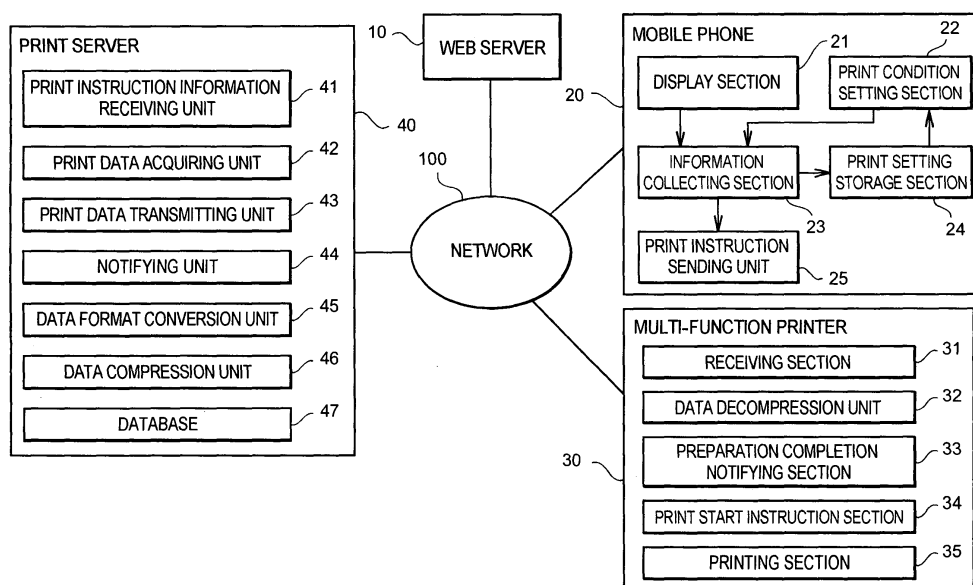 PRINT SERVER
PRINT INSTRUCTION INFORMATION
RECEIVING UNIT
41
40
PRINT DATA ACQUIRING UNIT
42
PRINT DATA TRANSMITTING UNIT
43
NOTIFYING UNIT
44
DATA FORMAT CONVERSION UNIT
45
DATA COMPRESSION UNIT
46
DATABASE
47
10
WEB SERVER
100
NETWORK
MOBILE PHONE
20
21
22
DISPLAY SECTION
PRINT CONDITION
SETTING SECTION
INFORMATION
COLLECTING SECTION
23
PRINT SETTING
STORAGE SECTION
24
PRINT INSTRUCTION
SENDING UNIT
25
MULTI-FUNCTION PRINTER
30
RECEIVING SECTION
31
DATA DECOMPRESSION UNIT
32
PREPARATION COMPLETION
NOTIFYING SECTION
33
PRINT START INSTRUCTION SECTION
34
PRINTING SECTION
35